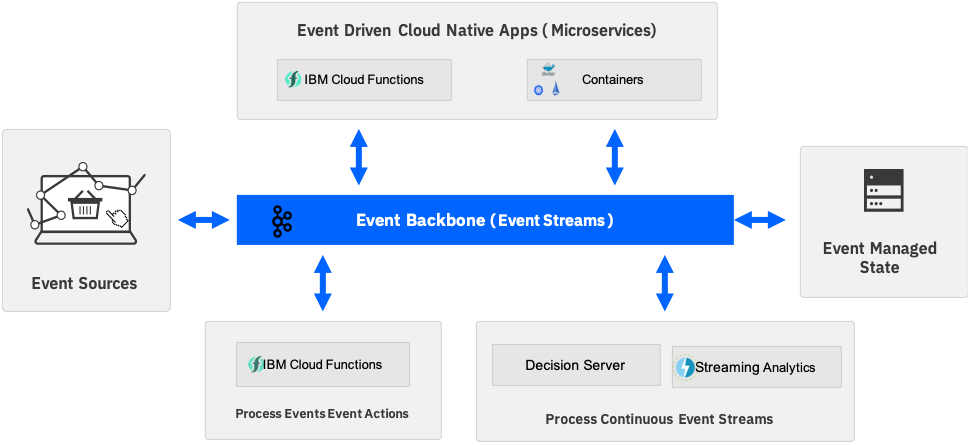 Event Driven Cloud Native Apps ( Microservices)
IBM Cloud Functions
docker
Containers
Event Sources
Event Backbone ( Event Streams )
Event Managed
State
IBM Cloud Functions
Process Events Event Actions
Decision Server
Streaming Analytics
Process Continuous Event Streams